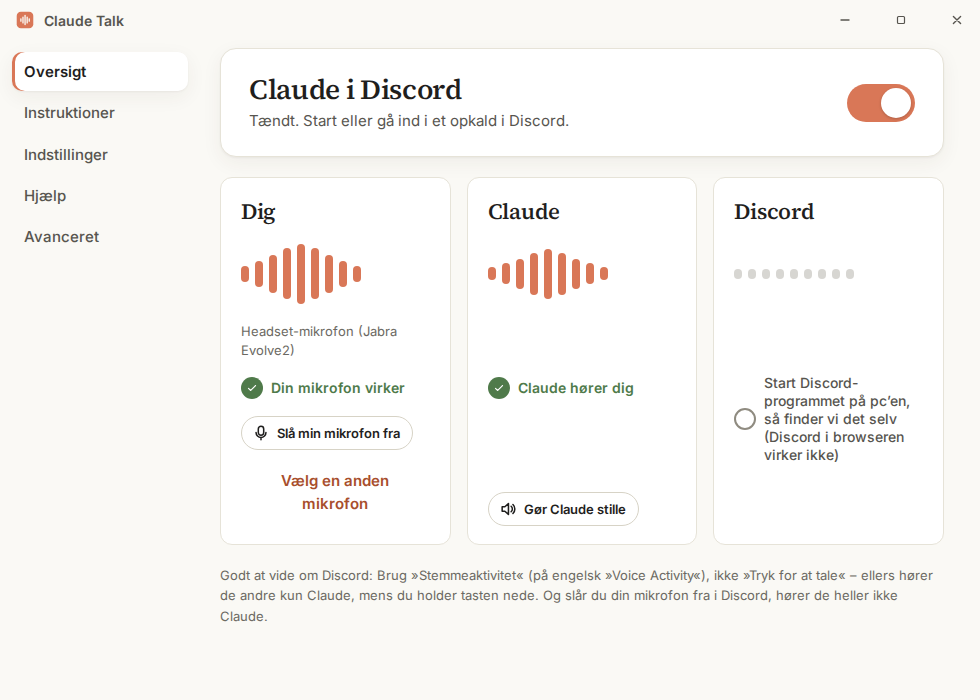 Claude Talk
Oversigt
Instruktioner
Indstillinger
Hjælp
Avanceret
Claude i Discord
Tændt. Start eller gå ind i et opkald i Discord.
Dig
Headset-mikrofon (Jabra
Evolve2)
Din mikrofon virker
Slå min mikrofon fra
Vælg en anden
mikrofon
Claude
Claude hører dig
Gør Claude stille
Discord
Start Discord-
programmet på pc’en,
så finder vi det selv
(Discord i browseren
virker ikke)
Godt at vide om Discord: Brug »Stemmeaktivitet« (på engelsk »Voice Activity«), ikke »Tryk for at tale« – ellers hører
de andre kun Claude, mens du holder tasten nede. Og slår du din mikrofon fra i Discord, hører de heller ikke
Claude.